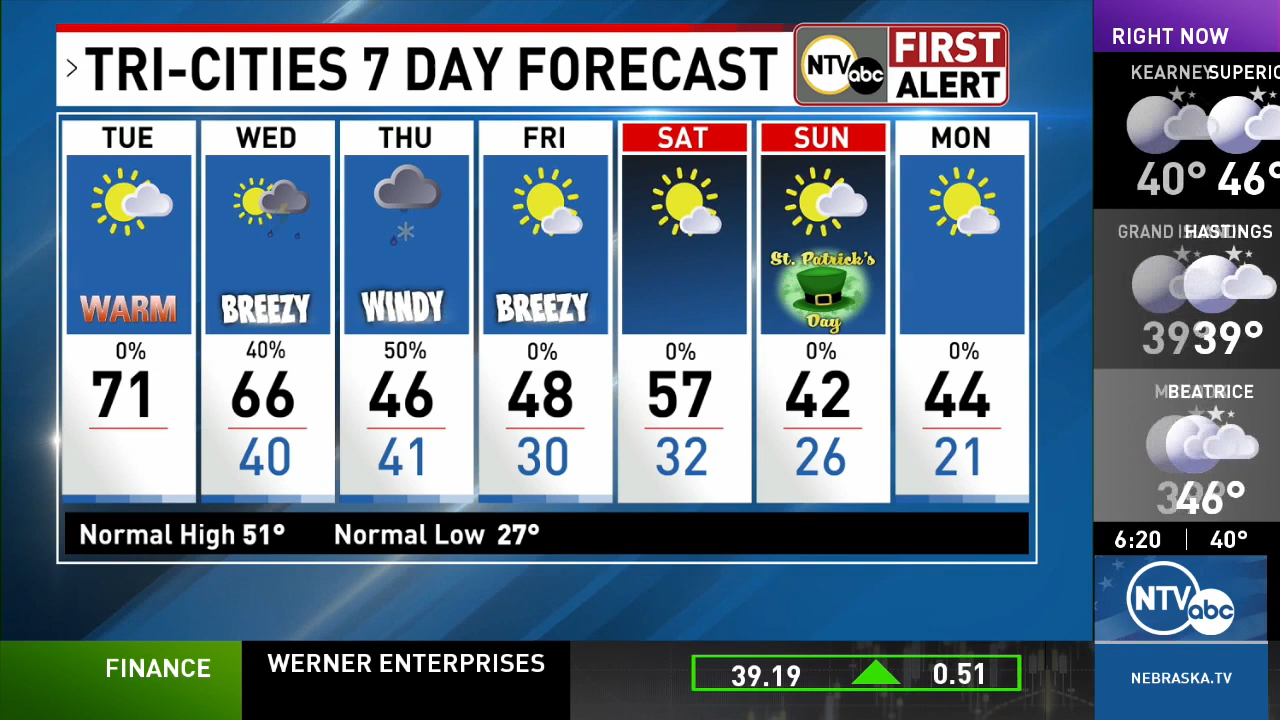 TRI-CITIES 7 DAY FORECAST
NTV abc FIRST ALERT
TUE WED THU FRI SAT SUN MON
St. Patrick's
Day
WARM BREEZY WINDY BREEZY
0% 40% 50% 0% 0% 0% 0%
71 66 46 48 57 42 44
40 41 30 32 26 21
Normal High 51° Normal Low 27°
RIGHT NOW
KEARNEY
40° 46°
HASTINGS
39°
BEATRICE
46°
6:20 | 40°
NTV abc
NEBRASKA.TV
FINANCE
WERNER ENTERPRISES
39.19 0.51